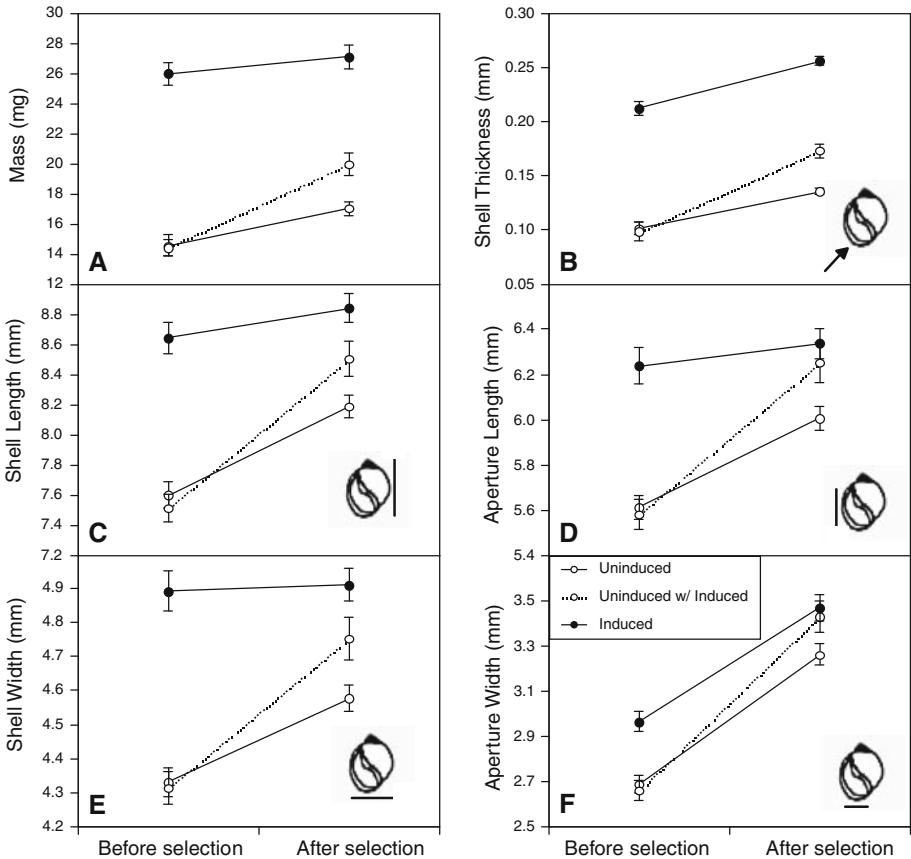 Mass (mg)
30
28
26
24
22
20
18
16
14
12
A
Shell Thickness (mm)
0.30
0.25
0.20
0.15
0.10
0.05
B
Shell Length (mm)
8.8
8.6
8.4
8.2
8.0
7.8
7.6
7.4
7.2
C
Aperture Length (mm)
6.4
6.2
6.0
5.8
5.6
5.4
D
Shell Width (mm)
4.9
4.8
4.7
4.6
4.5
4.4
4.3
4.2
E
Before selection
After selection
Aperture Width (mm)
3.5
3.3
3.1
2.9
2.7
2.5
Uninduced
Uninduced w/ Induced
Induced
F
Before selection
After selection